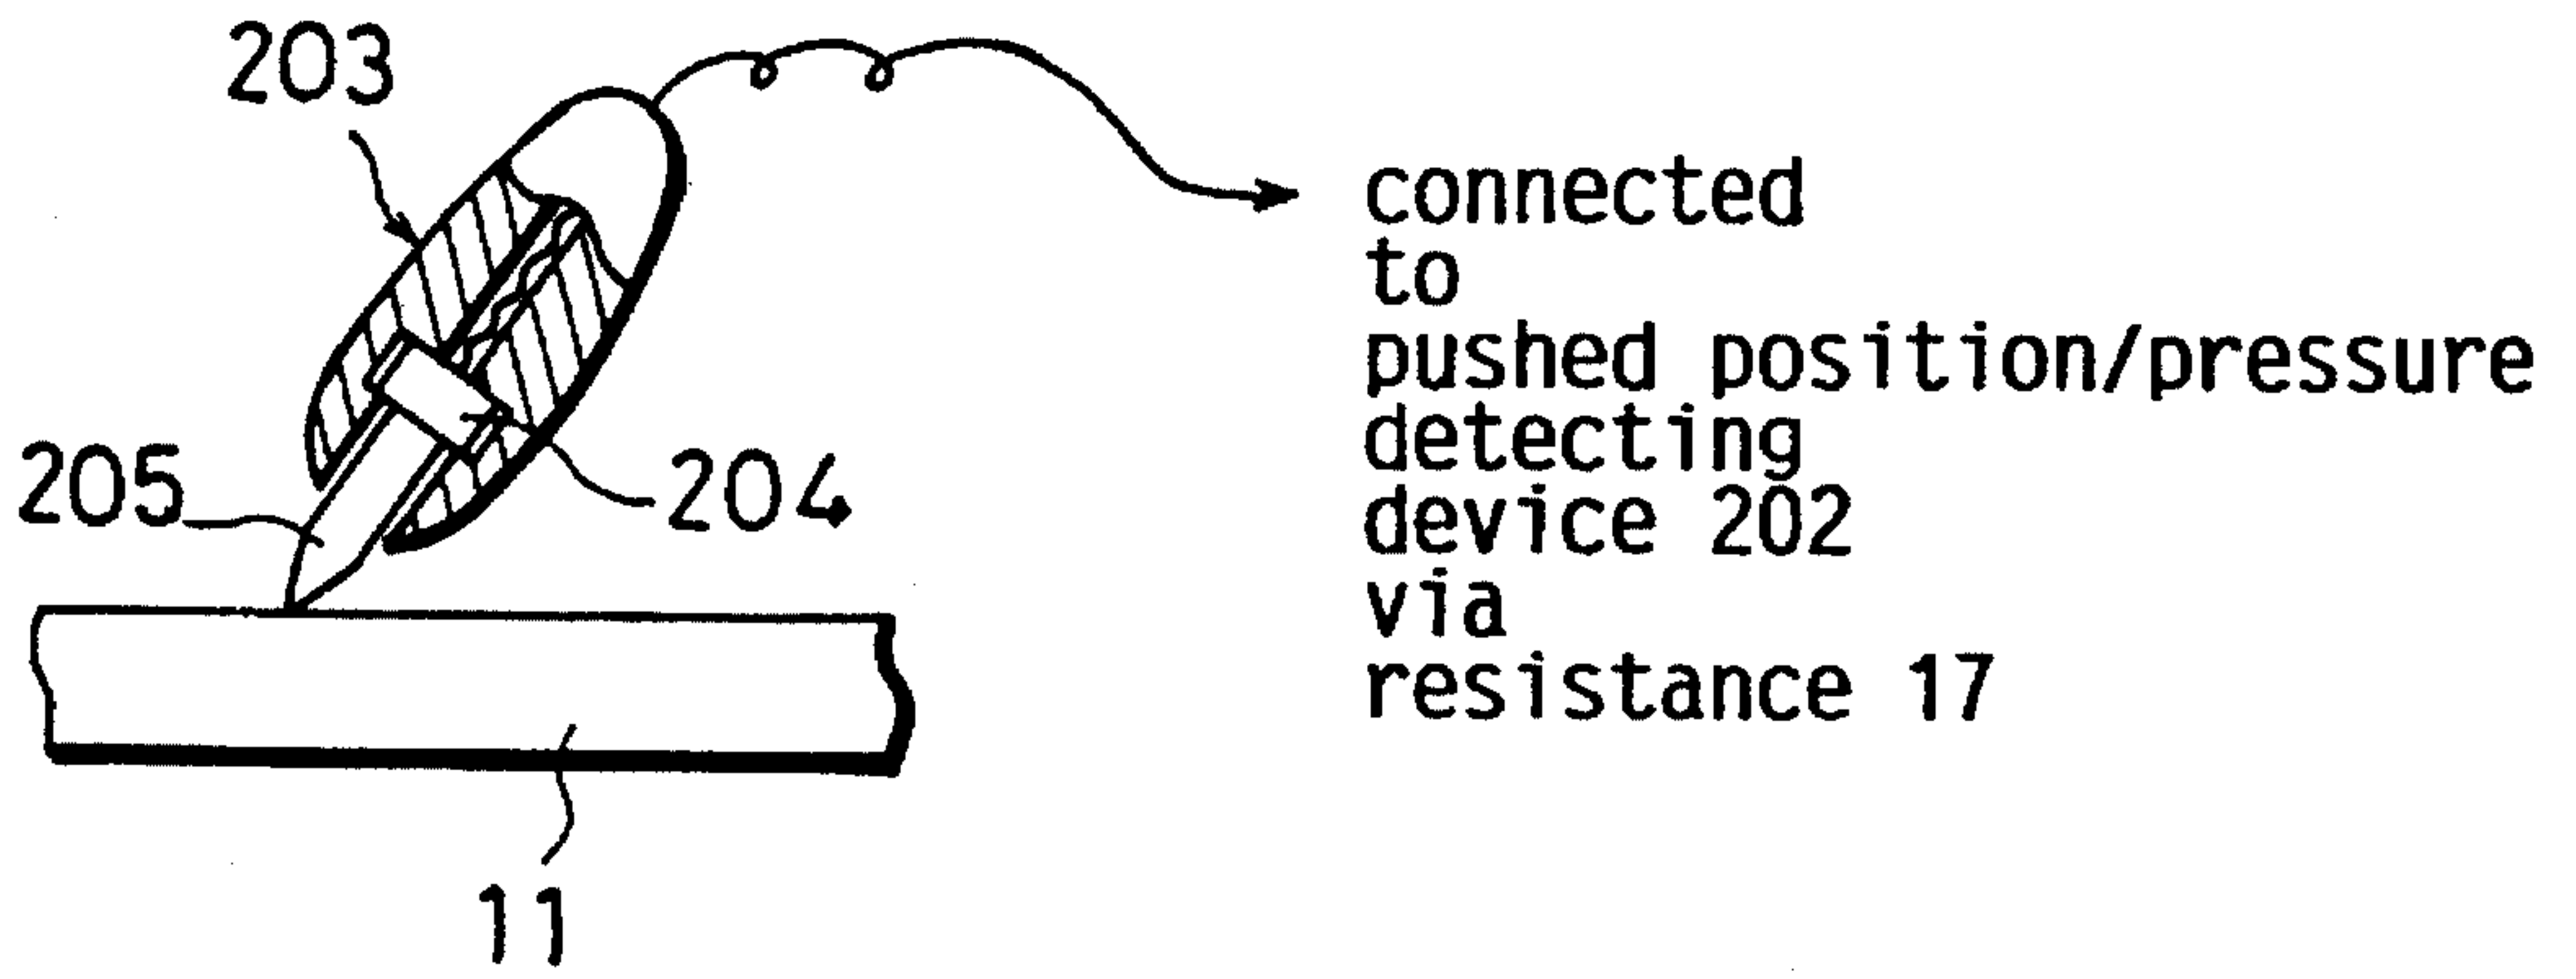 203
connected
to
pushed position/pressure
detecting
device 202
via
resistance 17
205
204
11